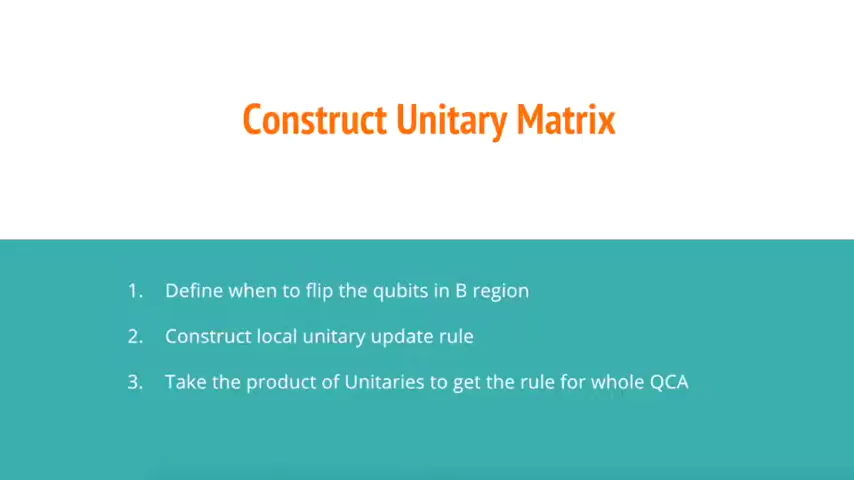 Construct Unitary Matrix
1. Define when to flip the qubits in B region
2. Construct local unitary update rule
3. Take the product of Unitaries to get the rule for whole QCA